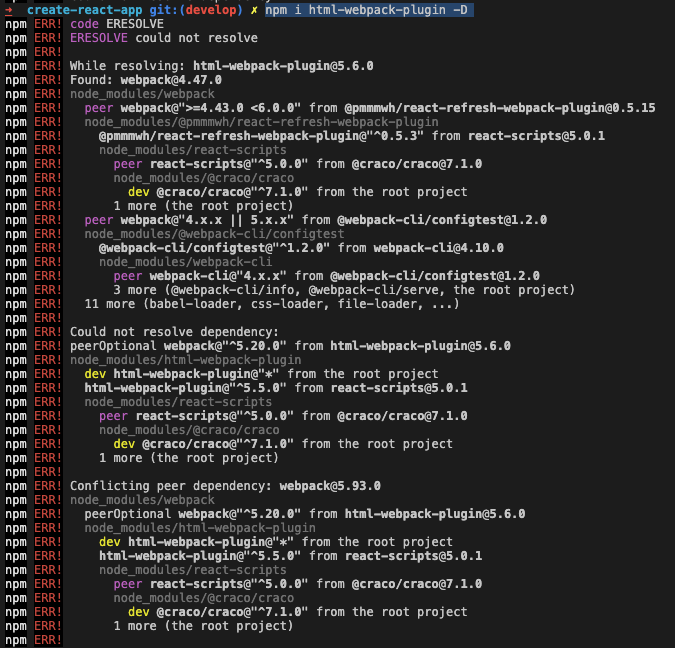 → create-react-app git:(develop) ✗ npm i html-webpack-plugin -D
npm ERR! code ERESOLVE
npm ERR! ERESOLVE could not resolve
npm ERR!
npm ERR! While resolving: html-webpack-plugin@5.6.0
npm ERR! Found: webpack@4.47.0
npm ERR! node_modules/webpack
npm ERR!   peer webpack@">=4.43.0 <6.0.0" from @pmmmwh/react-refresh-webpack-plugin@0.5.15
npm ERR!   node_modules/@pmmmwh/react-refresh-webpack-plugin
npm ERR!     @pmmmwh/react-refresh-webpack-plugin@"^0.5.3" from react-scripts@5.0.1
npm ERR!     node_modules/react-scripts
npm ERR!       peer react-scripts@"^5.0.0" from @craco/craco@7.1.0
npm ERR!       node_modules/@craco/craco
npm ERR!         dev @craco/craco@"^7.1.0" from the root project
npm ERR!       1 more (the root project)
npm ERR!   peer webpack@"4.x.x || 5.x.x" from @webpack-cli/configtest@1.2.0
npm ERR!   node_modules/@webpack-cli/configtest
npm ERR!     @webpack-cli/configtest@"^1.2.0" from webpack-cli@4.10.0
npm ERR!     node_modules/webpack-cli
npm ERR!       peer webpack-cli@"4.x.x" from @webpack-cli/configtest@1.2.0
npm ERR!       3 more (@webpack-cli/info, @webpack-cli/serve, the root project)
npm ERR!   11 more (babel-loader, css-loader, file-loader, ...)
npm ERR!
npm ERR! Could not resolve dependency:
npm ERR! peerOptional webpack@"^5.20.0" from html-webpack-plugin@5.6.0
npm ERR! node_modules/html-webpack-plugin
npm ERR!   dev html-webpack-plugin@"*" from the root project
npm ERR!   html-webpack-plugin@"^5.5.0" from react-scripts@5.0.1
npm ERR!   node_modules/react-scripts
npm ERR!     peer react-scripts@"^5.0.0" from @craco/craco@7.1.0
npm ERR!     node_modules/@craco/craco
npm ERR!       dev @craco/craco@"^7.1.0" from the root project
npm ERR!     1 more (the root project)
npm ERR!
npm ERR! Conflicting peer dependency: webpack@5.93.0
npm ERR! node_modules/webpack
npm ERR!   peerOptional webpack@"^5.20.0" from html-webpack-plugin@5.6.0
npm ERR!   node_modules/html-webpack-plugin
npm ERR!     dev html-webpack-plugin@"*" from the root project
npm ERR!     html-webpack-plugin@"^5.5.0" from react-scripts@5.0.1
npm ERR!     node_modules/react-scripts
npm ERR!       peer react-scripts@"^5.0.0" from @craco/craco@7.1.0
npm ERR!       node_modules/@craco/craco
npm ERR!         dev @craco/craco@"^7.1.0" from the root project
npm ERR!       1 more (the root project)
npm ERR!